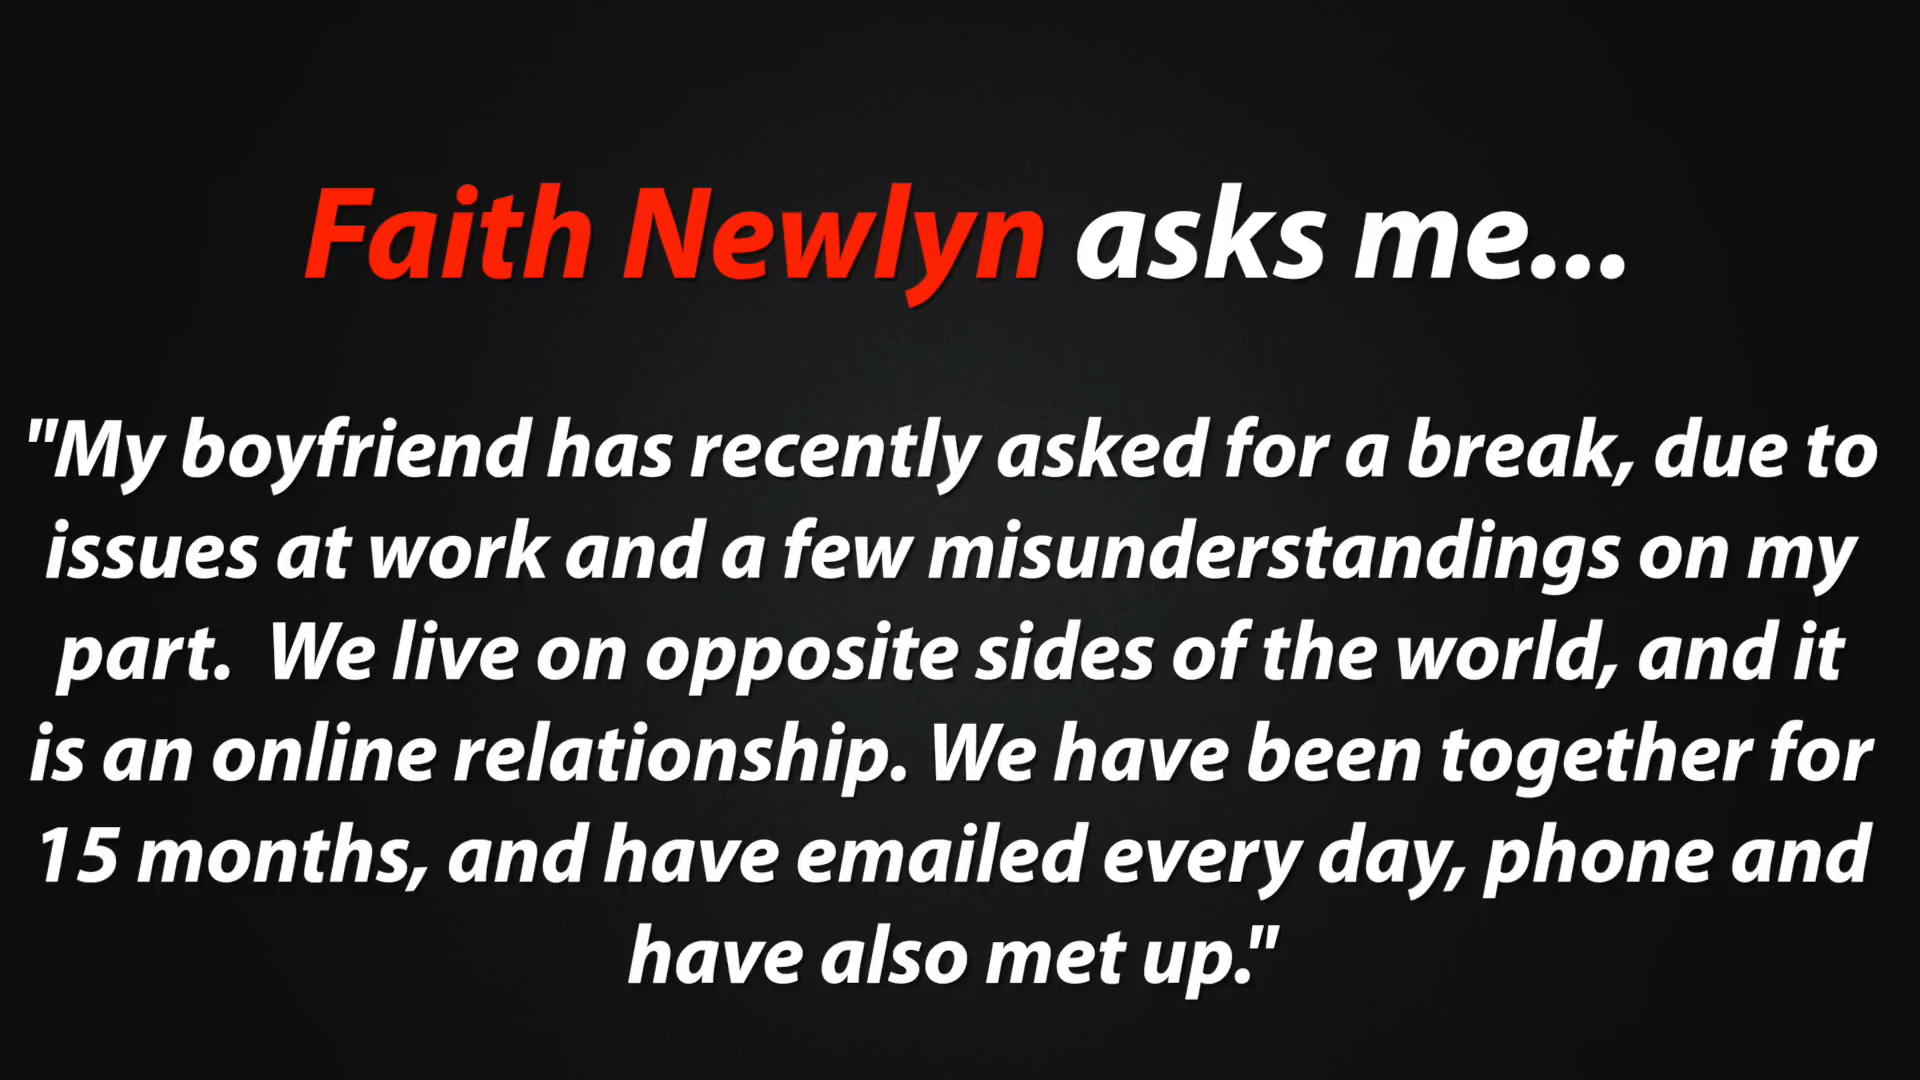 Faith Newlyn asks me...
"My boyfriend has recently asked for a break, due to
issues at work and a few misunderstandings on my
part.  We live on opposite sides of the world, and it
is an online relationship. We have been together for
15 months, and have emailed every day, phone and
have also met up."